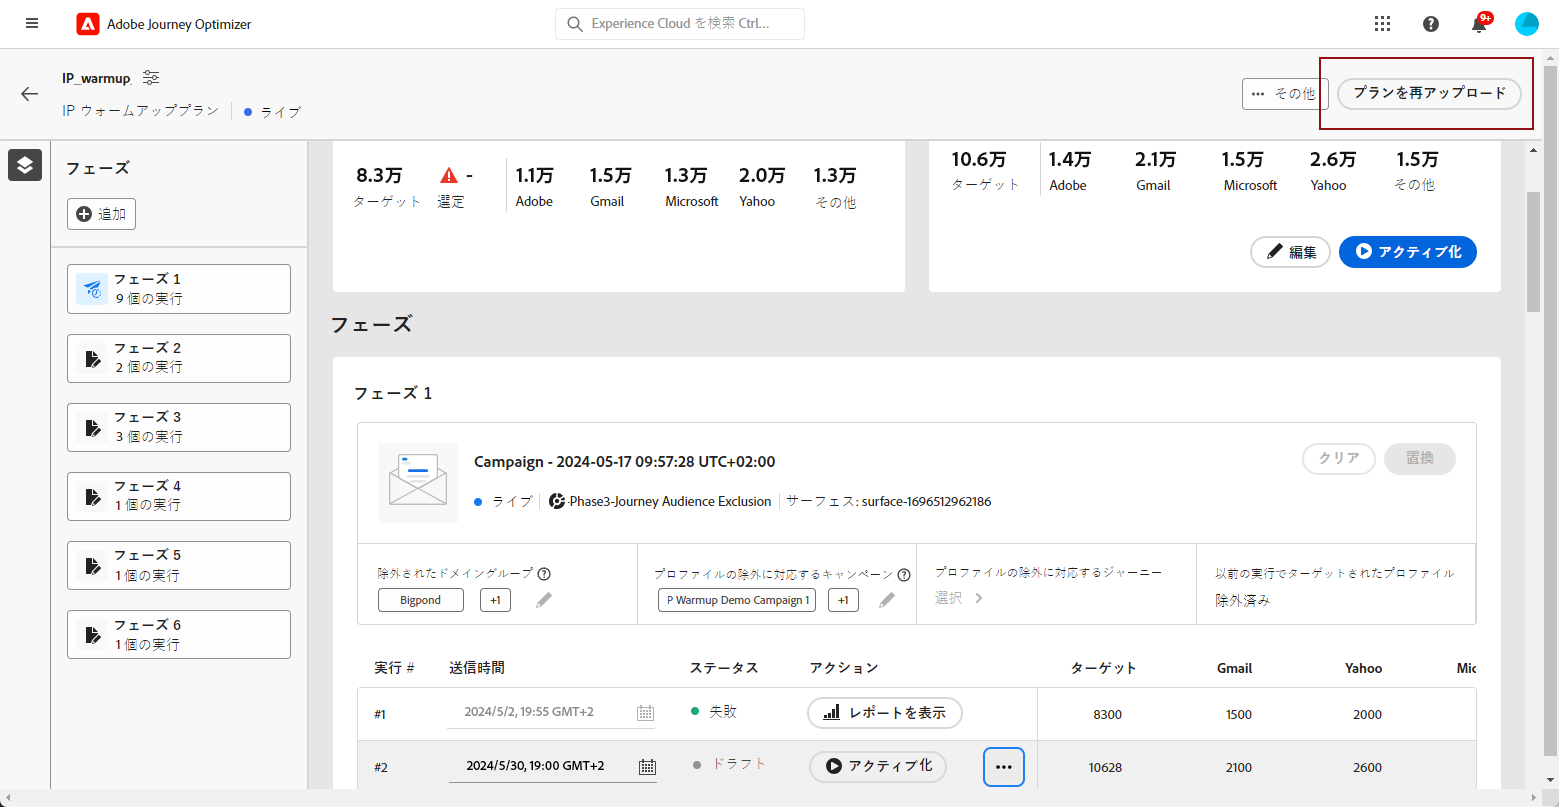 Adobe Journey Optimizer
Experience Cloud を検索 Ctrl...
9+
IP_warmup
IP ウォームアッププラン
ライブ
その他
プランを再アップロード
フェーズ
追加
フェーズ 1
9 個の実行
フェーズ 2
2 個の実行
フェーズ 3
3 個の実行
フェーズ 4
1 個の実行
フェーズ 5
1 個の実行
フェーズ 6
1 個の実行
8.3万 - 1.1万 1.5万 1.3万 2.0万 1.3万
ターゲット 選定 Adobe Gmail Microsoft Yahoo その他
10.6万 1.4万 2.1万 1.5万 2.6万 1.5万
ターゲット Adobe Gmail Microsoft Yahoo その他
編集
アクティブ化
フェーズ
フェーズ 1
Campaign - 2024-05-17 09:57:28 UTC+02:00
クリア
置換
ライブ Phase3-Journey Audience Exclusion サーフェス: surface-1696512962186
除外されたドメイングループ
Bigpond +1
プロファイルの除外に対応するキャンペーン
P Warmup Demo Campaign 1 +1
プロファイルの除外に対応するジャーニー
選択
以前の実行でターゲットされたプロファイル
除外済み
実行 # 送信時間 ステータス アクション ターゲット Gmail Yahoo Mic
#1 2024/5/2, 19:55 GMT+2 失敗 レポートを表示 8300 1500 2000
#2 2024/5/30, 19:00 GMT+2 ドラフト アクティブ化 10628 2100 2600